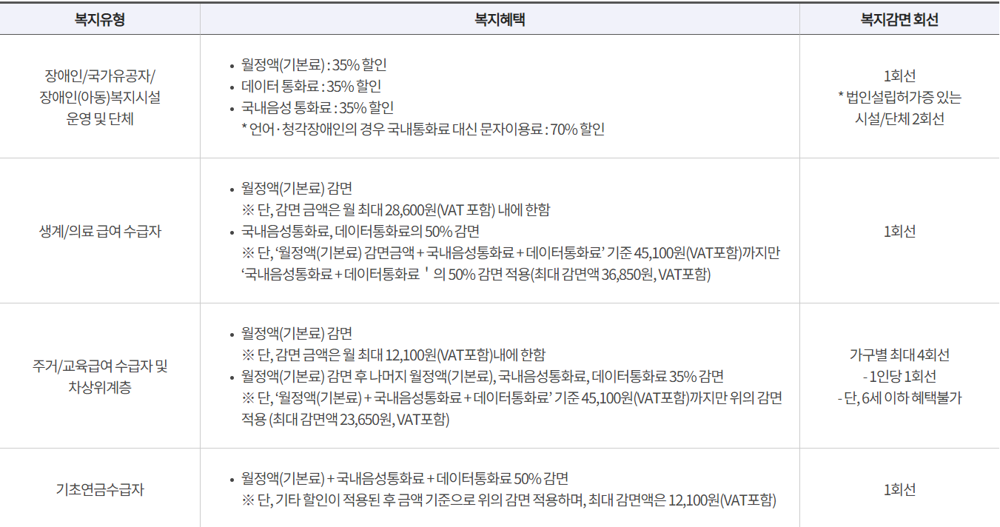 복지유형
복지혜택
복지감면 회선
장애인/국가유공자/
장애인(아동)복지시설
운영 및 단체
• 월정액(기본료) : 35% 할인
• 데이터 통화료 : 35% 할인
• 국내음성 통화료 : 35% 할인
* 언어·청각장애인의 경우 국내통화료 대신 문자이용료 : 70% 할인
1회선
* 법인설립허가증 있는
시설/단체 2회선
생계/의료 급여 수급자
• 월정액(기본료) 감면
※ 단, 감면 금액은 월 최대 28,600원(VAT 포함) 내에 한함
• 국내음성통화료, 데이터통화료의 50% 감면
※ 단, ‘월정액(기본료) 감면금액 + 국내음성통화료 + 데이터통화료’ 기준 45,100원(VAT포함)까지만
‘국내음성통화료 + 데이터통화료＇의 50% 감면 적용(최대 감면액 36,850원, VAT포함)
1회선
주거/교육급여 수급자 및
차상위계층
• 월정액(기본료) 감면
※ 단, 감면 금액은 월 최대 12,100원(VAT포함)내에 한함
• 월정액(기본료) 감면 후 나머지 월정액(기본료), 국내음성통화료, 데이터통화료 35% 감면
※ 단, ‘월정액(기본료) + 국내음성통화료 + 데이터통화료’ 기준 45,100원(VAT포함)까지만 위의 감면
적용 (최대 감면액 23,650원, VAT포함)
가구별 최대 4회선
- 1인당 1회선
- 단, 6세 이하 혜택불가
기초연금수급자
• 월정액(기본료) + 국내음성통화료 + 데이터통화료 50% 감면
※ 단, 기타 할인이 적용된 후 금액 기준으로 위의 감면 적용하며, 최대 감면액은 12,100원(VAT포함)
1회선